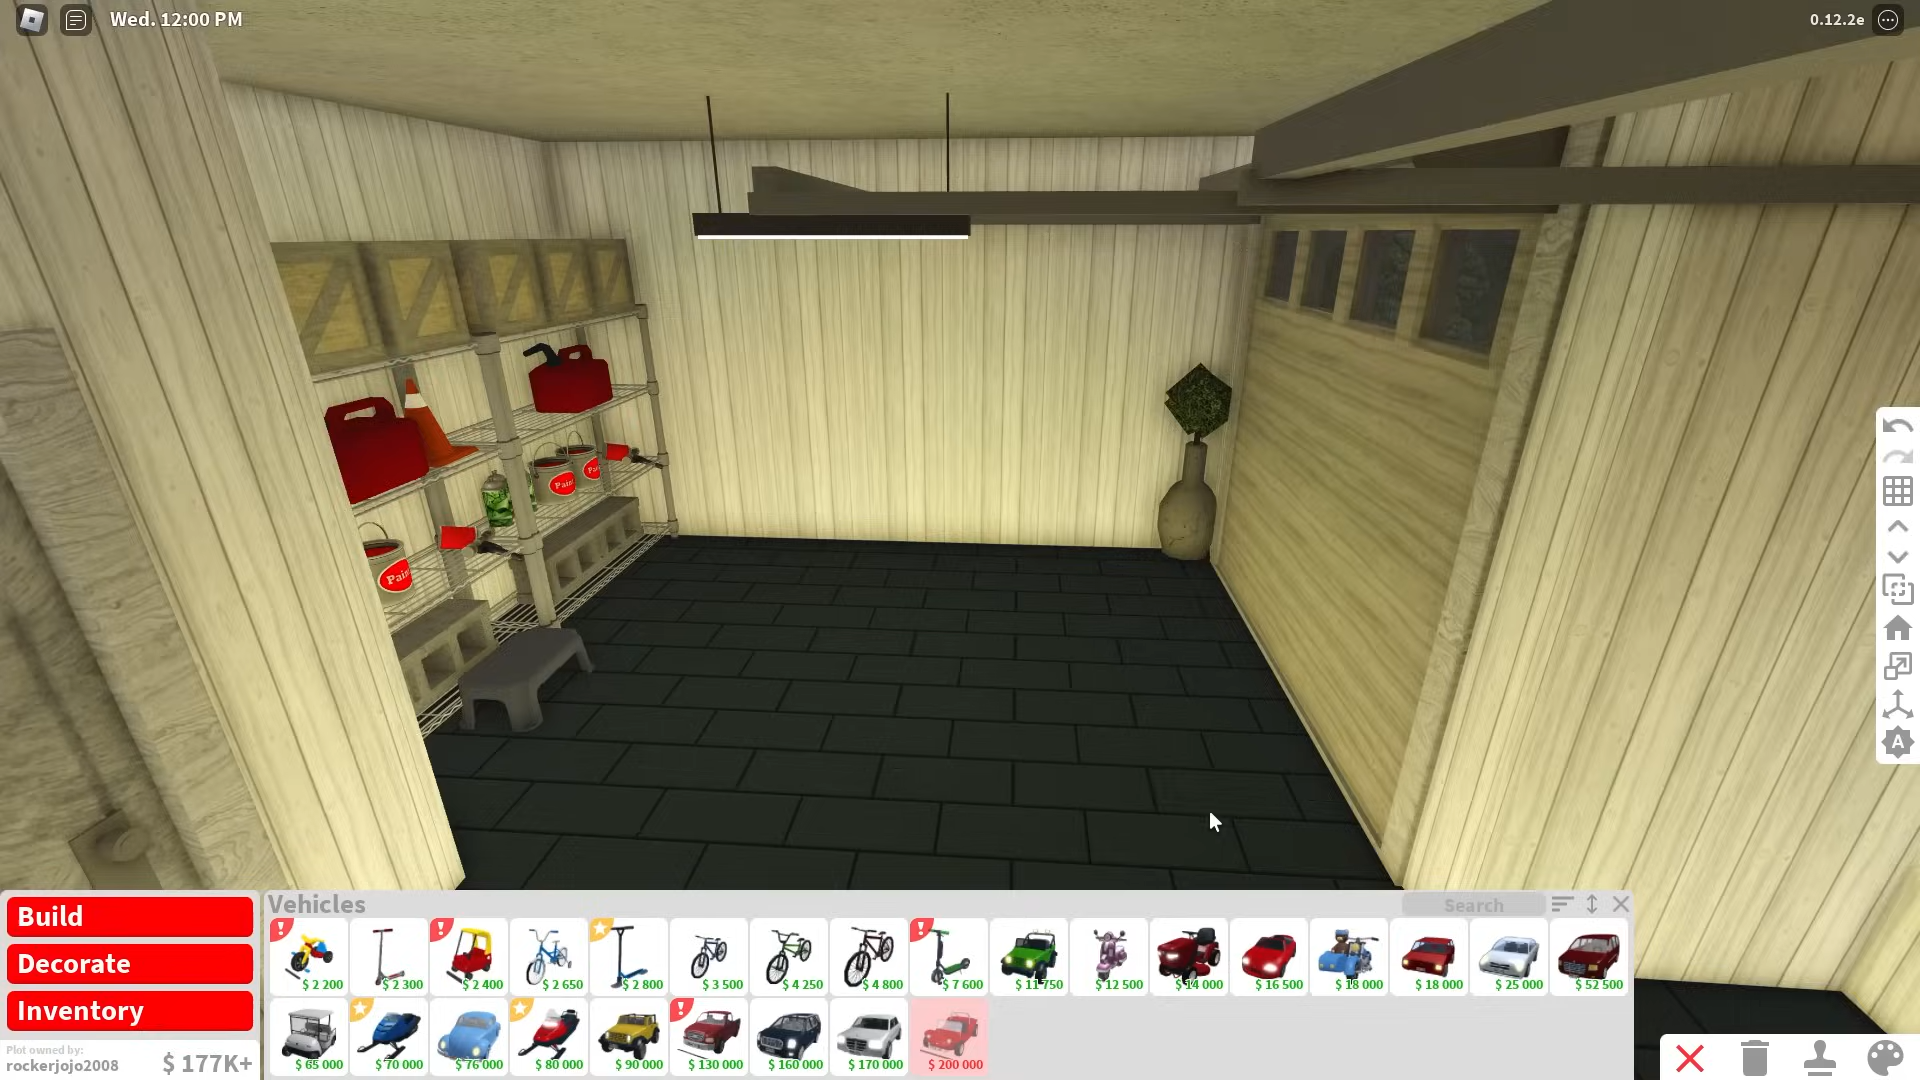 Wed. 12:00 PM
0.12.2e
Paint
Pai
Pain
A
Build
Decorate
Inventory
Plot owned by:
rockerjojo2008
$ 177K+
Vehicles
Search
$ 2 200
$ 2 300
$ 2 400
$ 2 650
$ 2 800
$ 3 500
$ 4 250
$ 4 800
$ 7 600
$ 11 750
$ 12 500
$ 14 000
$ 16 500
$ 18 000
$ 18 000
$ 25 000
$ 52 500
$ 65 000
$ 70 000
$ 76 000
$ 80 000
$ 90 000
$ 130 000
$ 160 000
$ 170 000
$ 200 000